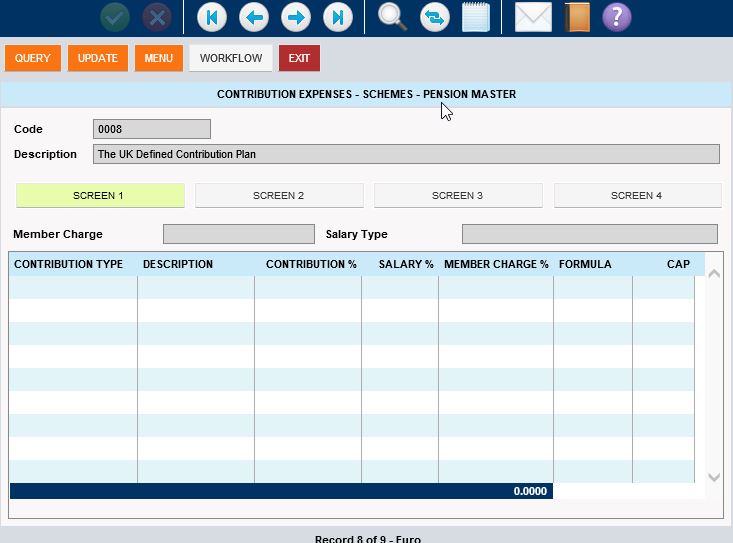 QUERY UPDATE MENU WORKFLOW EXIT
CONTRIBUTION EXPENSES - SCHEMES - PENSION MASTER
Code 0008
Description The UK Defined Contribution Plan
SCREEN 1 SCREEN 2 SCREEN 3 SCREEN 4
Member Charge Salary Type
CONTRIBUTION TYPE DESCRIPTION CONTRIBUTION % SALARY % MEMBER CHARGE % FORMULA CAP
0.0000
Record 8 of 9 - Euro